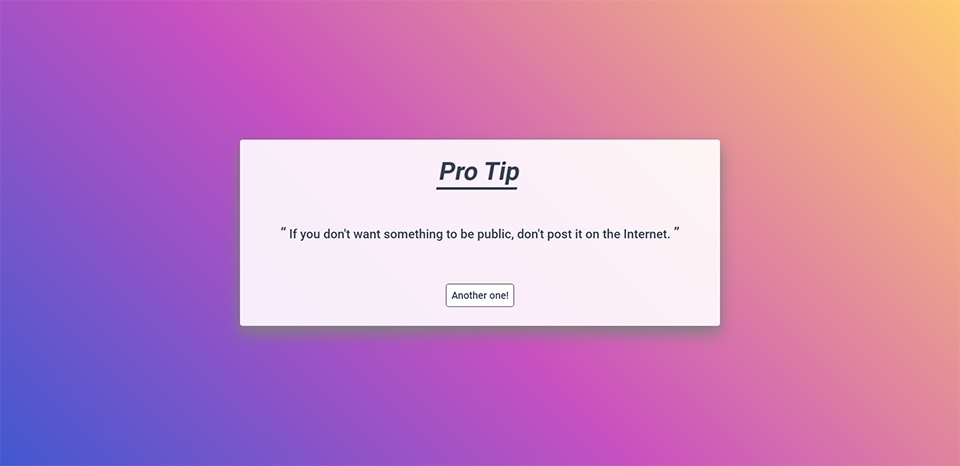 Pro Tip
“ If you don't want something to be public, don't post it on the Internet. ”
Another one!